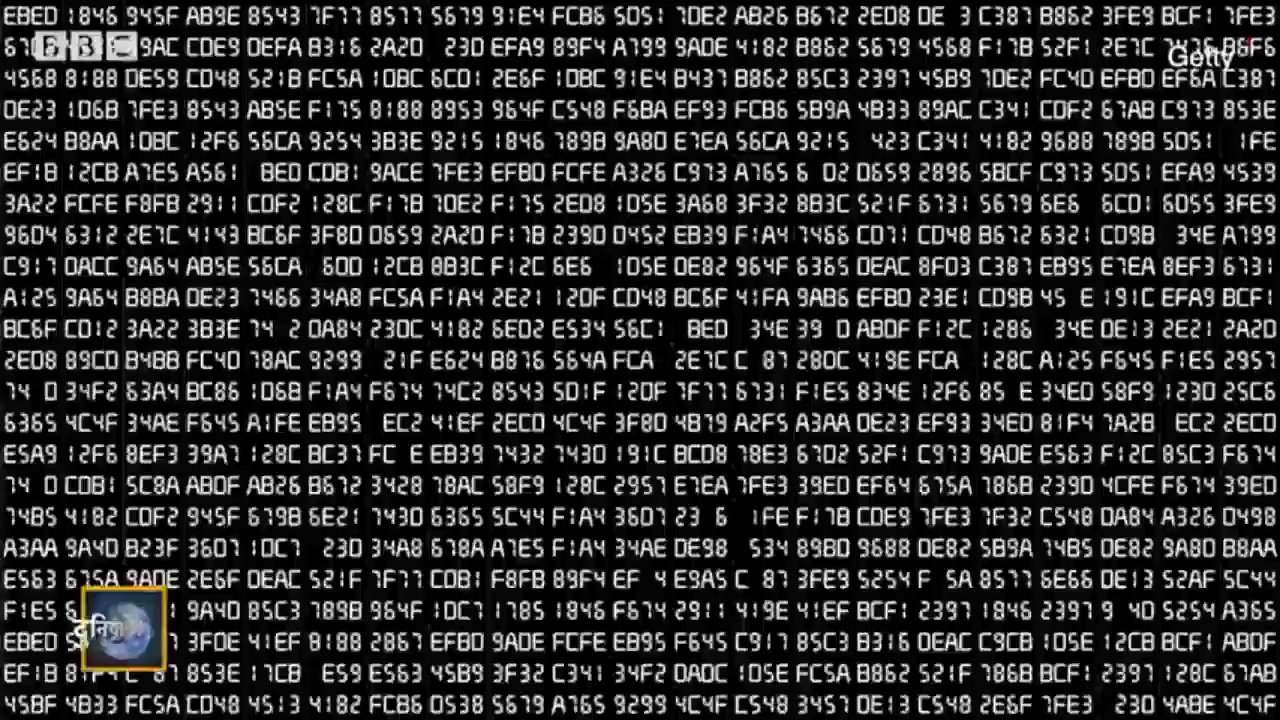 EBED 1846 945F AB9E 8543 7F77 8577 5679 91E4 FCB6 5D51 7DE2 AB26 B672 2ED8 DE 3 C387 B862 3FE9 BCF1 7FE3
BBC 9AC CDE9 DEFA B316 2A2D 23D EFA9 89F4 A799 9ADE 4182 B862 5679 4568 F17B 52F1 2E7C
Getty
4568 8188 DE59 CD48 521B FC5A 1DBC 6CD1 2E6F 1DBC 91E4 B437 B862 85C3 2397 45B9 7DE2 FC4D EFBD EF6A C387
DE23 1D6B 7FE3 8543 AB5E F175 8188 8953 964F C548 F6BA EF93 FCB6 5B9A 4B33 89AC C341 CDF2 67AB C973 853E
E624 B8AA 1DBC 12F6 56CA 9254 3B3E 9215 1846 789B 9A8D E7EA 56CA 9215 423 C341 4182 9688 789B 5D51 1FE
EF1B 12CB A7E5 A561 BED CDB1 9ACE 7FE3 EFBD FCFE A326 C973 A765 6 D2 D659 2896 5BCF C973 5D51 EFA9 4539
3A22 FCFE F8FB 2911 CDF2 128C F17B 7DE2 F175 2ED8 1D5E 3A68 3F32 8B3C 521F 6731 5679 6E6 6CD1 6D55 3FE9
96D4 6312 2E7C 4143 BC6F 3F8D D659 2A2D F17B 239D D452 EB39 F1A4 7466 CD71 CD48 B672 6321 CD9B 34E A799
C917 DACC 9A64 AB5E 56CA 6DD 12CB 8B3C F12C 6E6 1D5E DE82 964F 6365 DEAC 8FD3 C387 EB95 E7EA 8EF3 6731
A125 9A64 B8BA DE23 7466 34A8 FC5A F1A4 2E21 12DF CD48 BC6F 41FA 9AB6 EFBD 23E1 CD9B 45 E 191C EFA9 BCF1
BC6F CD12 3A22 3B3E 74 2 DA84 23DC 4182 6ED2 E534 56C1 BED 34E 39 D ABDF F12C 1286 34E DE13 2E21 2A2D
2ED8 89CD B4BB FC4D 78AC 9299 21FE E624 B876 564A FCA 2E7C C 87 28DC 419E FCA 128C A125 F645 F1E5 2957
74 D 34F2 63A4 BC86 1D6B F1A4 F674 74C2 8543 5D1F 12DF 7F77 6731 F1E5 834E 12F6 85 E 34ED 58F9 123D 25C6
6365 4C4F 34AE F645 A1FE EB95 EC2 41EF 2ECD 4C4F 3F8D 4B79 A2F5 A3AA DE23 EF93 34ED 81F4 7A2B EC2 2ECD
E5A9 12F6 8EF3 39A7 128C BC37 FC E EB39 7432 743D 191C BCD8 78E3 67D2 52F1 C973 9ADE E563 F12C 85C3 F674
74 D CDB1 5C8A ABDF AB26 B672 3428 78AC 58F9 128C 2957 E7EA 7FE3 39ED EF64 675A 786B 239D 4CFE F674 39ED
74B5 4182 CDF2 945F 679B 6E21 743D 6365 5C44 F1A4 36D7 23 6 1FE F17B CDE9 7FE3 7F32 C548 DA84 A326 D498
A3AA 9A4D B23F 36D7 1DC7 23D 34A8 678A A7E5 F1A4 34AE DE98 534 89BD 9688 DE82 5B9A 74B5 DE82 9A8D B8AA
E563 675A 9ADE 2E6F DEAC 521F 7F77 CDB1 F8FB 89F4 EF 4 E9A5 C 87 3FE9 5254 F 5A 8577 6E66 DE13 52AF 5C44
F1E5 9A4D 85C3 789B 964F 1DC7 1785 1846 F674 2911 419E 41EF BCF1 2397 1846 2397 9 4D 5254 A365
EBED 3FDE 41EF 8188 2867 EFBD 9ADE FCFE EB95 F645 C917 85C3 B316 DEAC C9CB 1D5E 12CB BCF1 ABDF
EF1B 853E 17CB E59 E563 45B9 3F32 C341 34F2 DADC 1D5E FC5A B862 521F 786B BCF1 2397 128C 67AB
45BF 4B33 FC5A CD48 4513 4182 FCB6 D538 5679 A765 9299 4C4F C548 3457 DE13 C548 2E6F 7FE3 23D 4ABE 4C4F